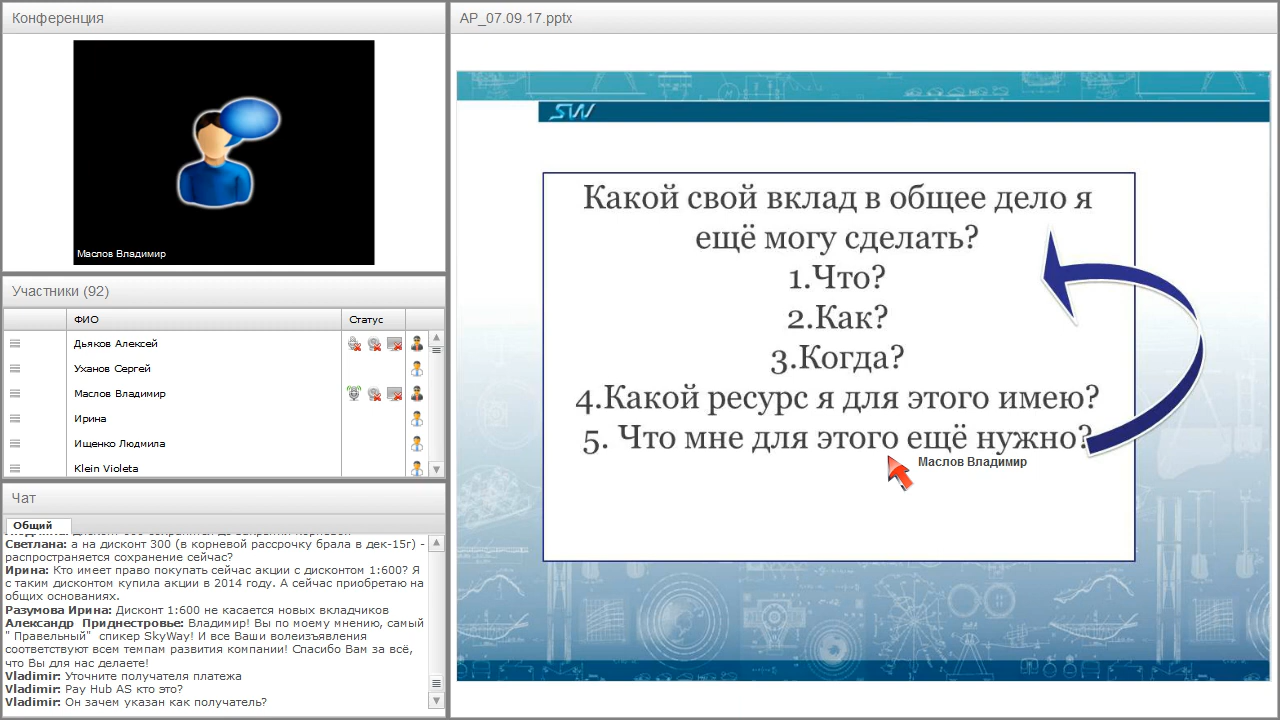 Конференция
Маслов Владимир
Участники (92)
ФИО
Статус
Дьяков Алексей
Уханов Сергей
Маслов Владимир
Ирина
Ищенко Людмила
Klein Violeta
Чат
Общий
Светлана: а на дисконт 300 (в корневой рассрочку брала в дек-15г) -
распространяется исхоранение сейчас?
Ирина: Кто имеет право покупать сейчас акции с дисконтом 1:600? Я
с таким дисконтом купила акции в 2014 году. А сейчас приобретаю на
общих основаниях.
Разумова Ирина: Дисконт 1:600 не касается новых вкладчиков
Александр Приднестровье: Владимир! Вы по моему мнению, самый
" Правельный" спикер SkyWay! И все Ваши волеизъявления
соответствуют всем темпам развития компании! Спасибо Вам за всё,
что Вы для нас делаете!
Vladimir: Уточните получателя платежа
Vladimir: Pay Hub AS кто это?
Vladimir: Он зачем указан как получатель?
AP_07.09.17.pptx
SW
Какой свой вклад в общее дело я
ещё могу сделать?
1.Что?
2.Как?
3.Когда?
4.Какой ресурс я для этого имею?
5. Что мне для этого ещё нужно?
Маслов Владимир